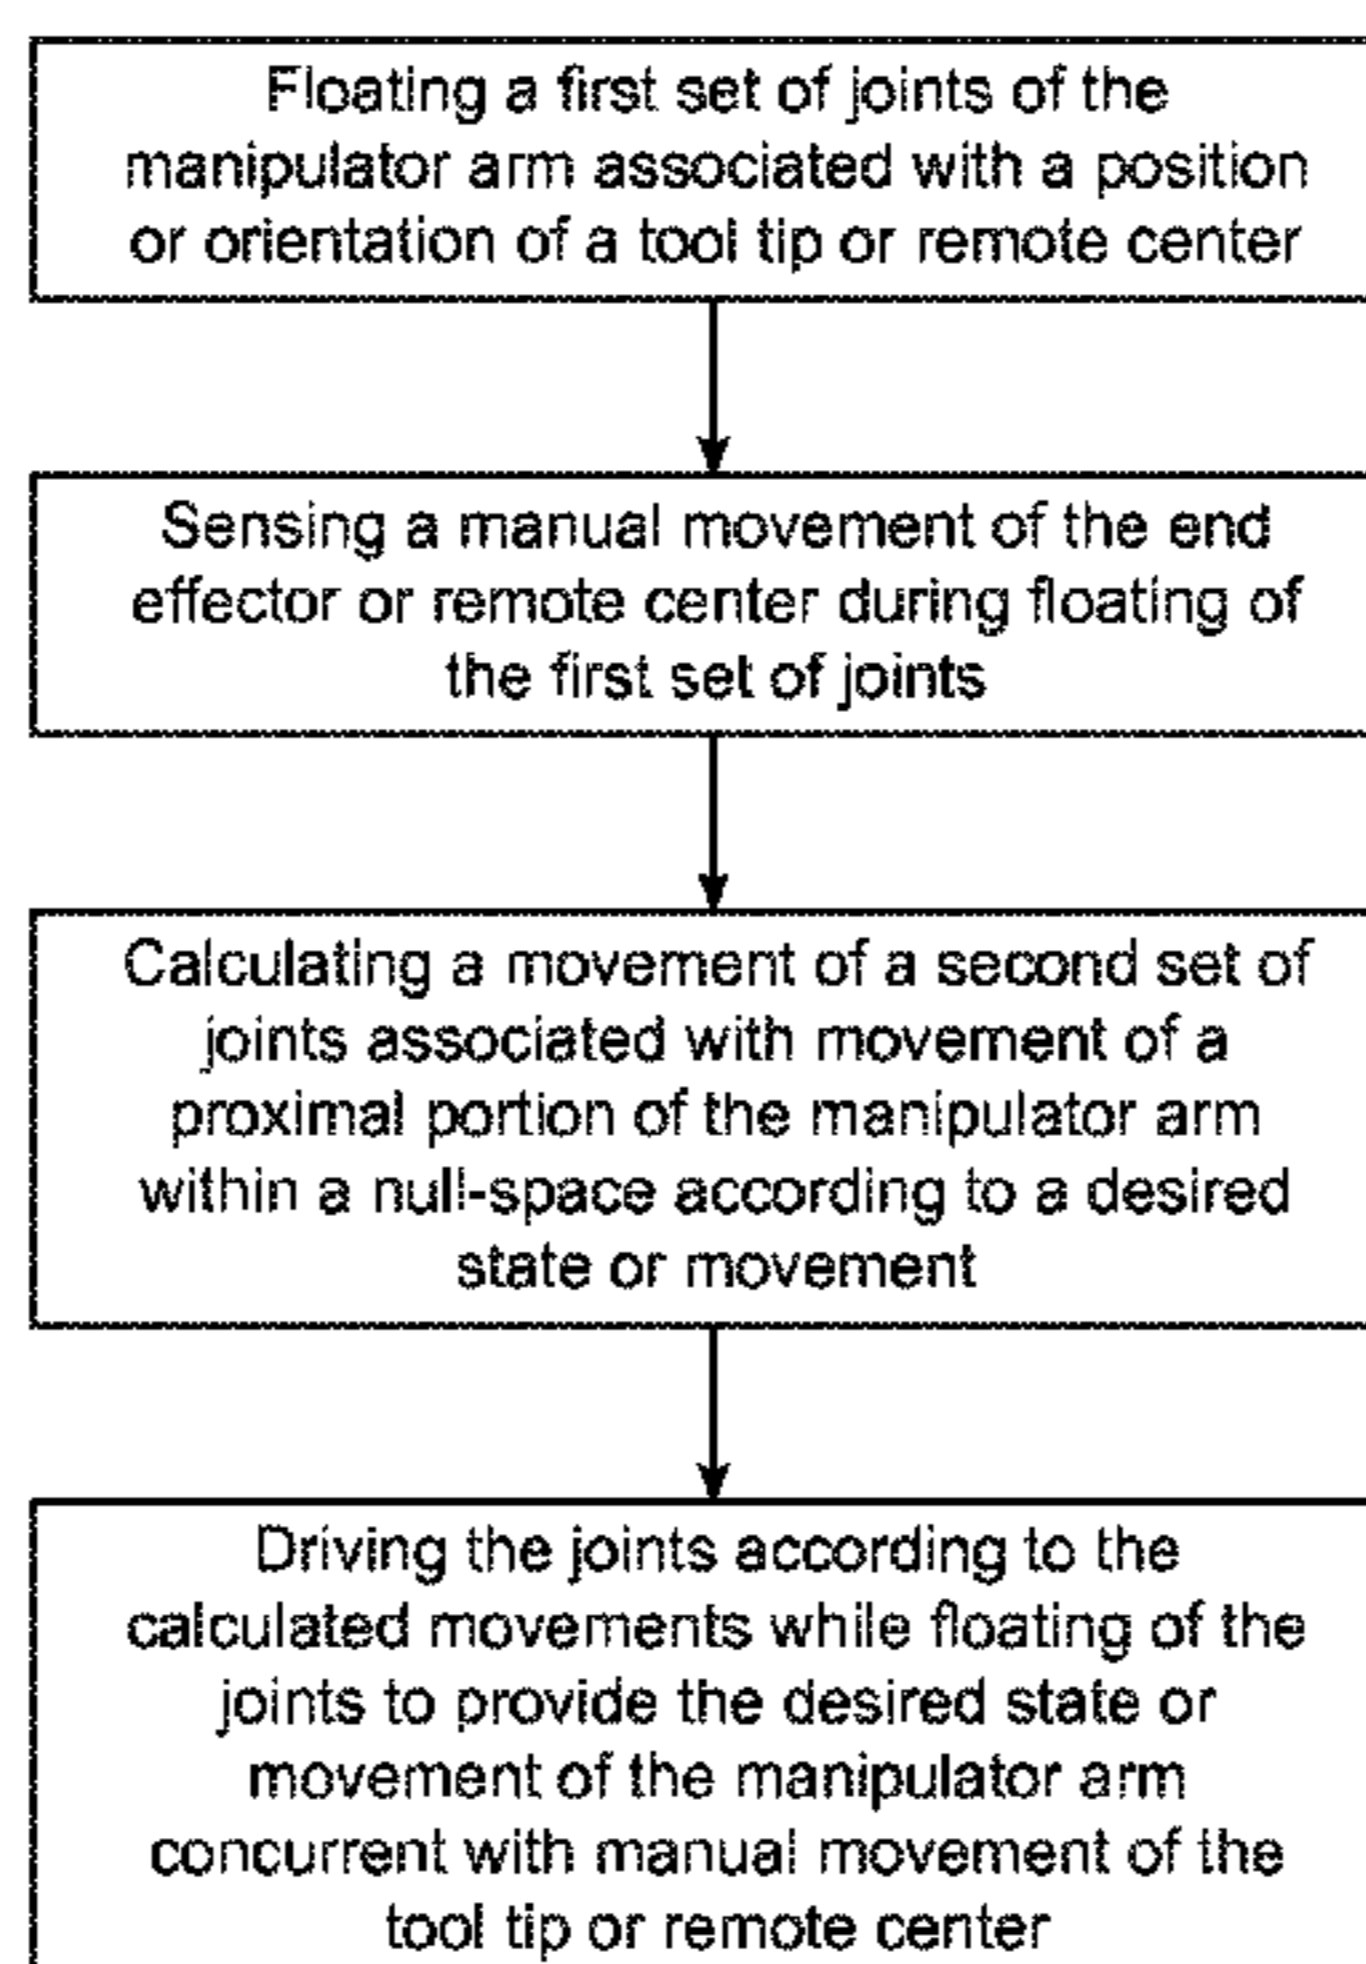 Floating a first set of joints of the
manipulator arm associated with a position
or orientation of a tool tip or remote center
Sensing a manual movement of the end
effector or remote center during floating of
the first set of joints
Calculating a movement of a second set of
joints associated with movement of a
proximal portion of the manipulator arm
within a null-space according to a desired
state or movement
Driving the joints according to the
calculated movements while floating of the
joints to provide the desired state or
movement of the manipulator arm
concurrent with manual movement of the
tool tip or remote center